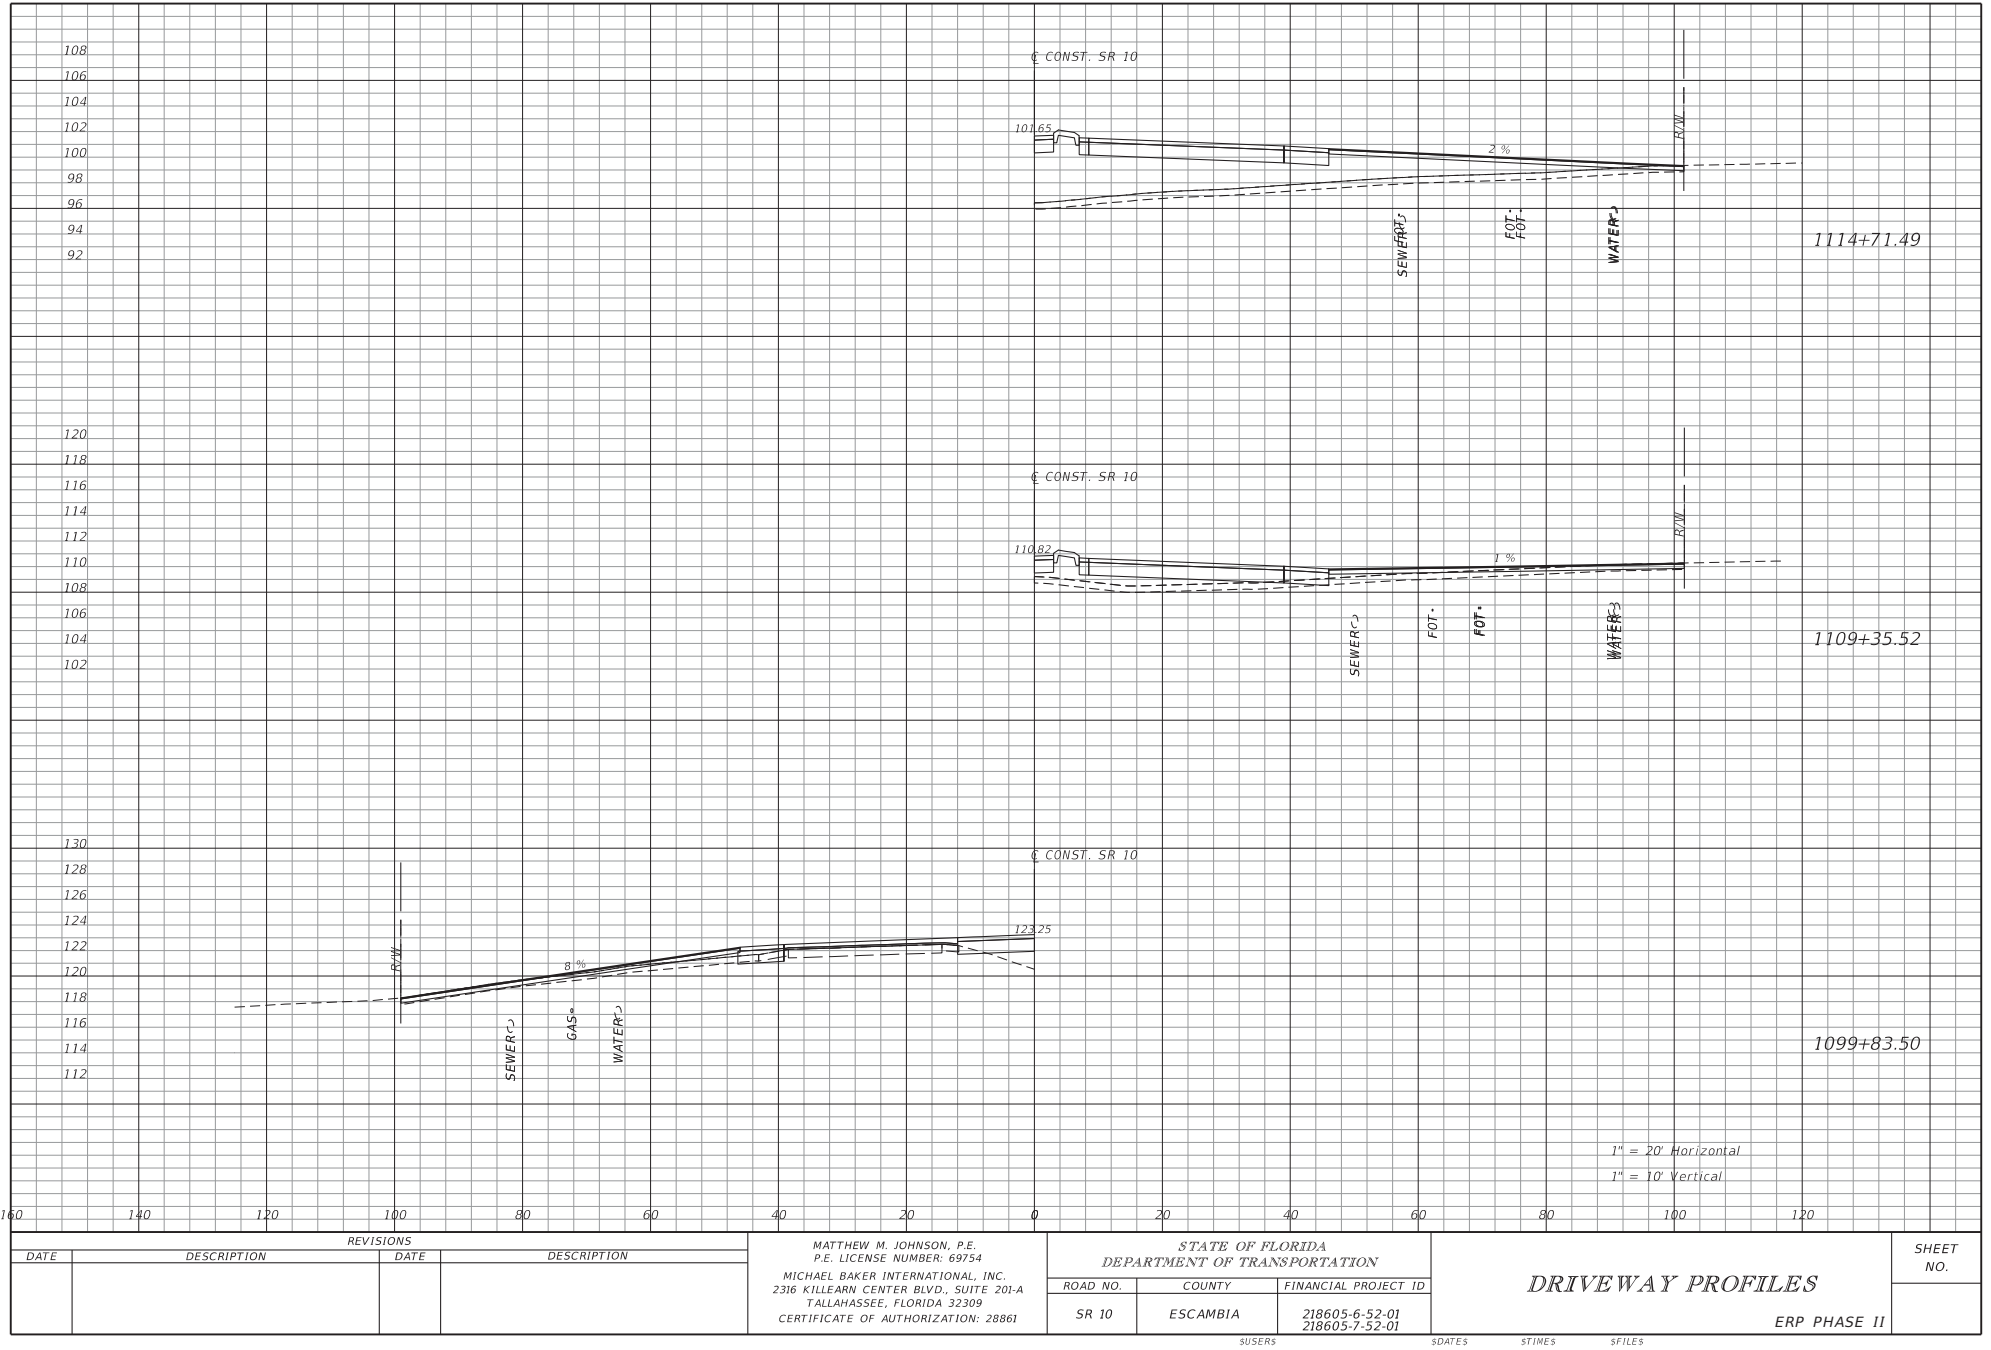 108
106
104
102
100
98
96
94
92
℄ CONST. SR 10
101.65
2 %
R/W
FOT
SEWER
FOT
FOT
WATER
1114+71.49
120
118
116
114
112
110
108
106
104
102
℄ CONST. SR 10
110.82
1 %
R/W
SEWER
FOT
FOT
WATER
WATER
1109+35.52
130
128
126
124
122
120
118
116
114
112
℄ CONST. SR 10
123.25
8 %
R/W
SEWER
GAS
WATER
1099+83.50
1" = 20' Horizontal
1" = 10' Vertical
160 140 120 100 80 60 40 20 0 20 40 60 80 100 120
REVISIONS
DATE DESCRIPTION DATE DESCRIPTION
MATTHEW M. JOHNSON, P.E.
P.E. LICENSE NUMBER: 69754
MICHAEL BAKER INTERNATIONAL, INC.
2316 KILLEARN CENTER BLVD., SUITE 201-A
TALLAHASSEE, FLORIDA 32309
CERTIFICATE OF AUTHORIZATION: 28861
STATE OF FLORIDA
DEPARTMENT OF TRANSPORTATION
ROAD NO. COUNTY FINANCIAL PROJECT ID
SR 10 ESCAMBIA 218605-6-52-01
218605-7-52-01
DRIVEWAY PROFILES
ERP PHASE II
SHEET
NO.
$USER$ $DATE$ $TIME$ $FILE$